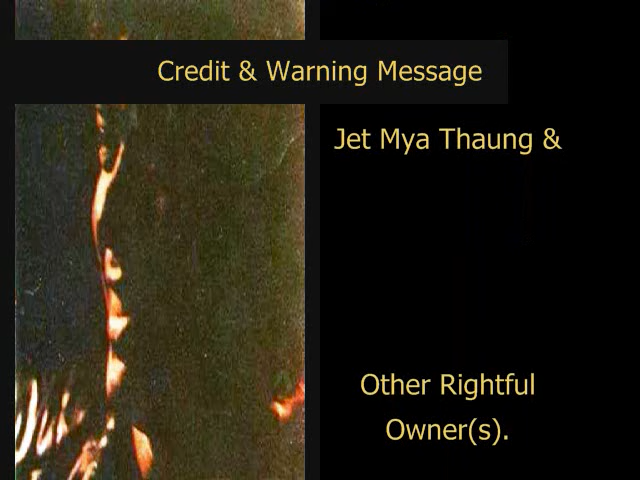 Credit & Warning Message
Jet Mya Thaung &
Other Rightful
Owner(s).